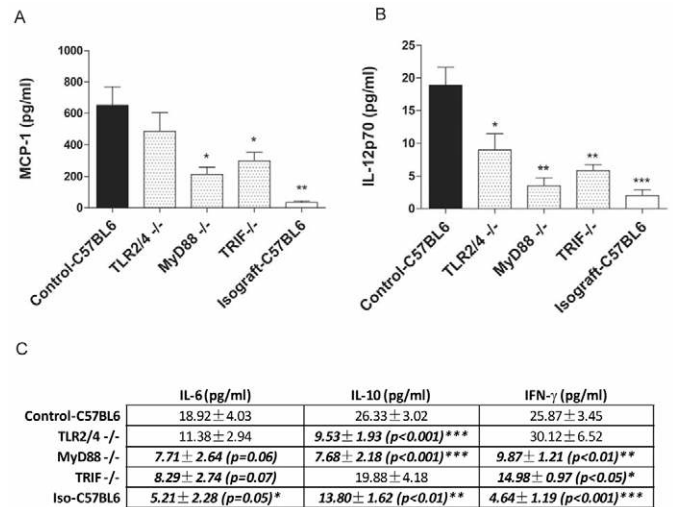 A
1000
800
600
400
200
0
MCP-1 (pg/ml)
*
*
**
Control-C57BL6
TLR2/4 -/-
MyD88 -/-
TRIF-/-
Isograft-C57BL6
B
25
20
15
10
5
0
IL-12p70 (pg/ml)
*
**
**
***
Control-C57BL6
TLR2/4 -/-
MyD88 -/-
TRIF-/-
Isograft-C57BL6
C
IL-6 (pg/ml) IL-10 (pg/ml) IFN-γ (pg/ml)
Control-C57BL6 18.92±4.03 26.33±3.02 25.87±3.45
TLR2/4 -/- 11.38±2.94 9.53±1.93 (p<0.001)*** 30.12±6.52
MyD88 -/- 7.71±2.64 (p=0.06) 7.68±2.18 (p<0.001)*** 9.87±1.21 (p<0.01)**
TRIF -/- 8.29±2.74 (p=0.07) 19.88±4.18 14.98±0.97 (p<0.05)*
Iso-C57BL6 5.21±2.28 (p=0.05)* 13.80±1.62 (p<0.01)** 4.64±1.19 (p<0.001)***